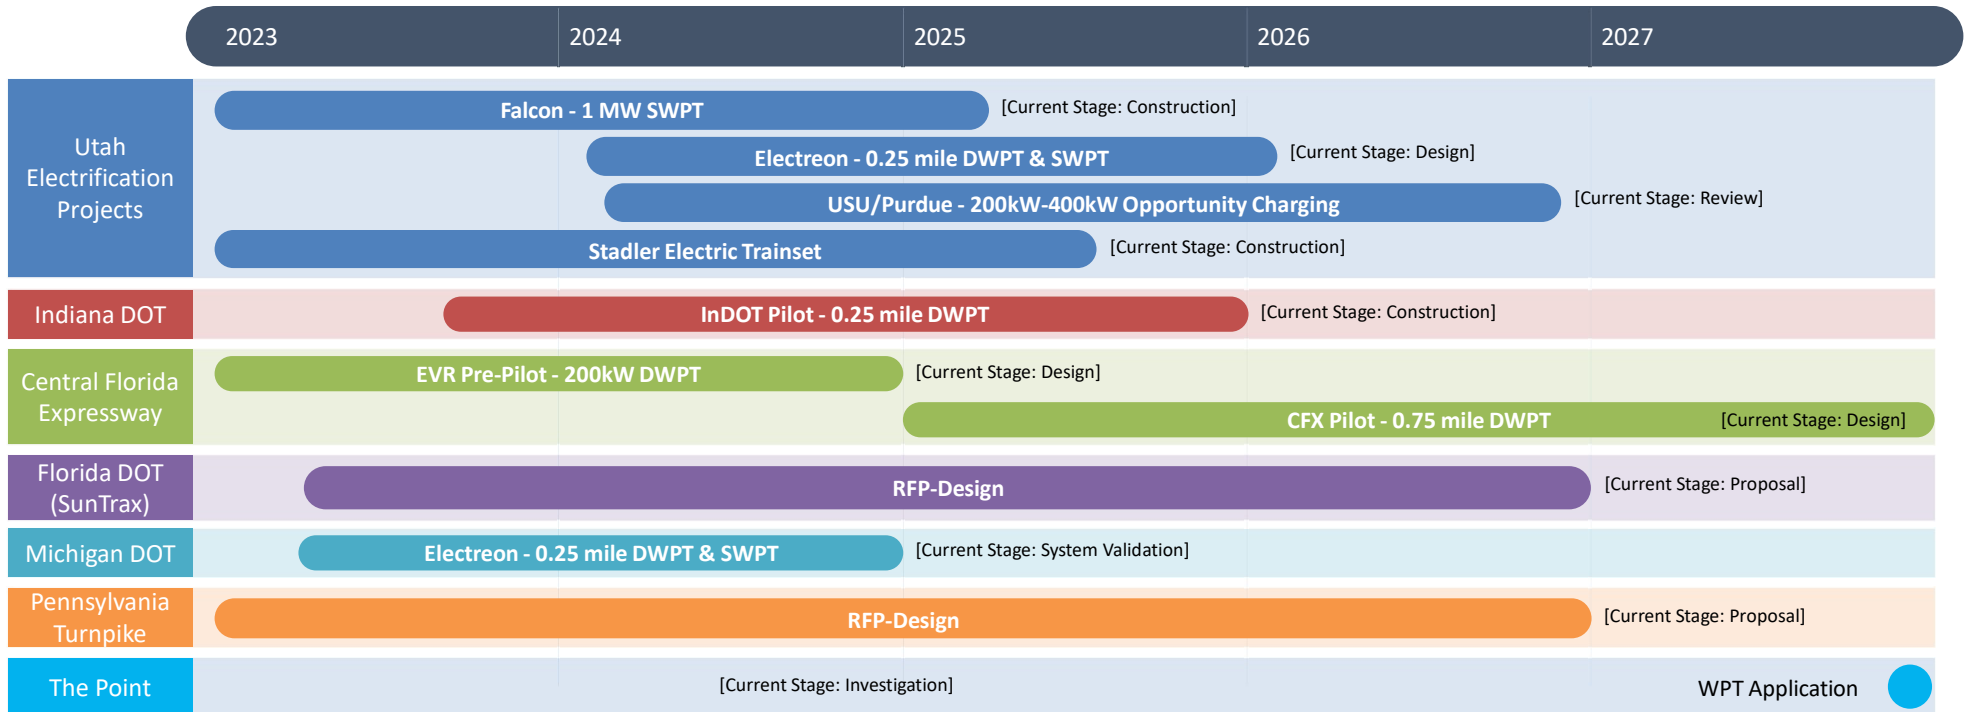 2023 2024 2025 2026 2027
Utah
Electrification
Projects
Falcon - 1 MW SWPT [Current Stage: Construction]
Electreon - 0.25 mile DWPT & SWPT [Current Stage: Design]
USU/Purdue - 200kW-400kW Opportunity Charging [Current Stage: Review]
Stadler Electric Trainset [Current Stage: Construction]
Indiana DOT InDOT Pilot - 0.25 mile DWPT [Current Stage: Construction]
Central Florida
Expressway
EVR Pre-Pilot - 200kW DWPT [Current Stage: Design]
CFX Pilot - 0.75 mile DWPT [Current Stage: Design]
Florida DOT
(SunTrax)
RFP-Design [Current Stage: Proposal]
Michigan DOT Electreon - 0.25 mile DWPT & SWPT [Current Stage: System Validation]
Pennsylvania
Turnpike
RFP-Design [Current Stage: Proposal]
The Point [Current Stage: Investigation] WPT Application